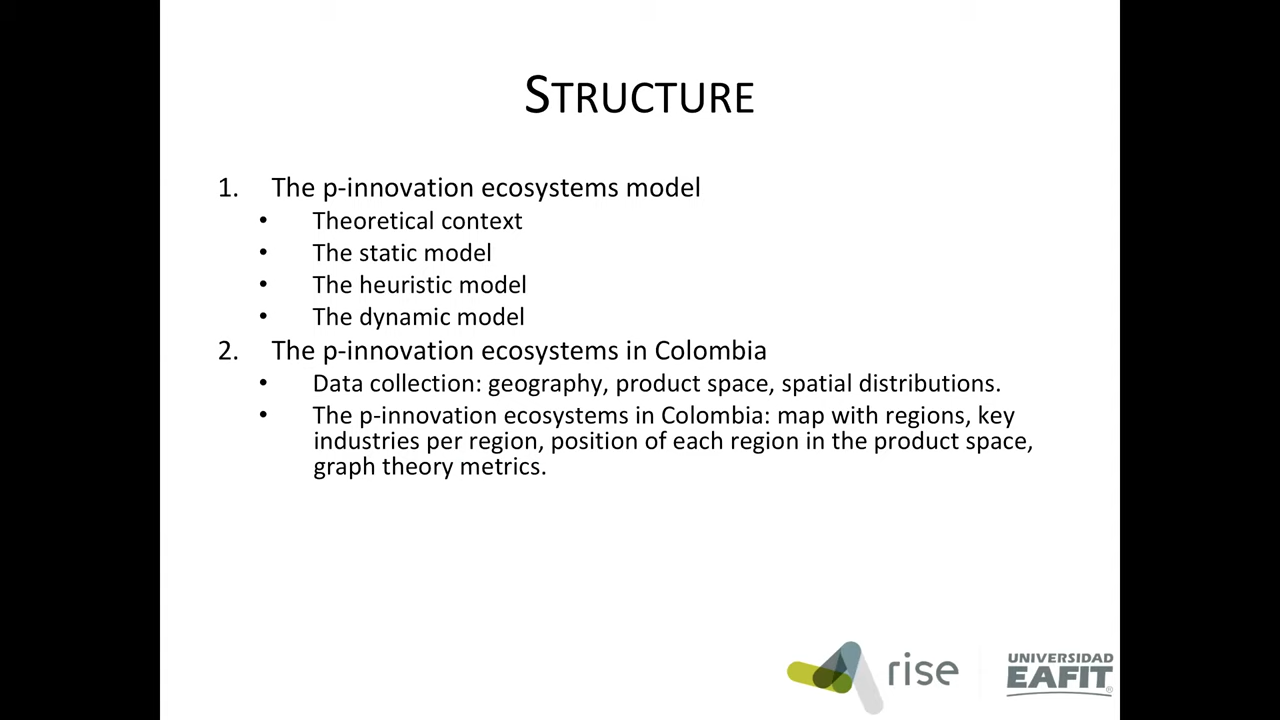 STRUCTURE
1. The p-innovation ecosystems model
• Theoretical context
• The static model
• The heuristic model
• The dynamic model
2. The p-innovation ecosystems in Colombia
• Data collection: geography, product space, spatial distributions.
• The p-innovation ecosystems in Colombia: map with regions, key
industries per region, position of each region in the product space,
graph theory metrics.
rise
UNIVERSIDAD
EAFIT®